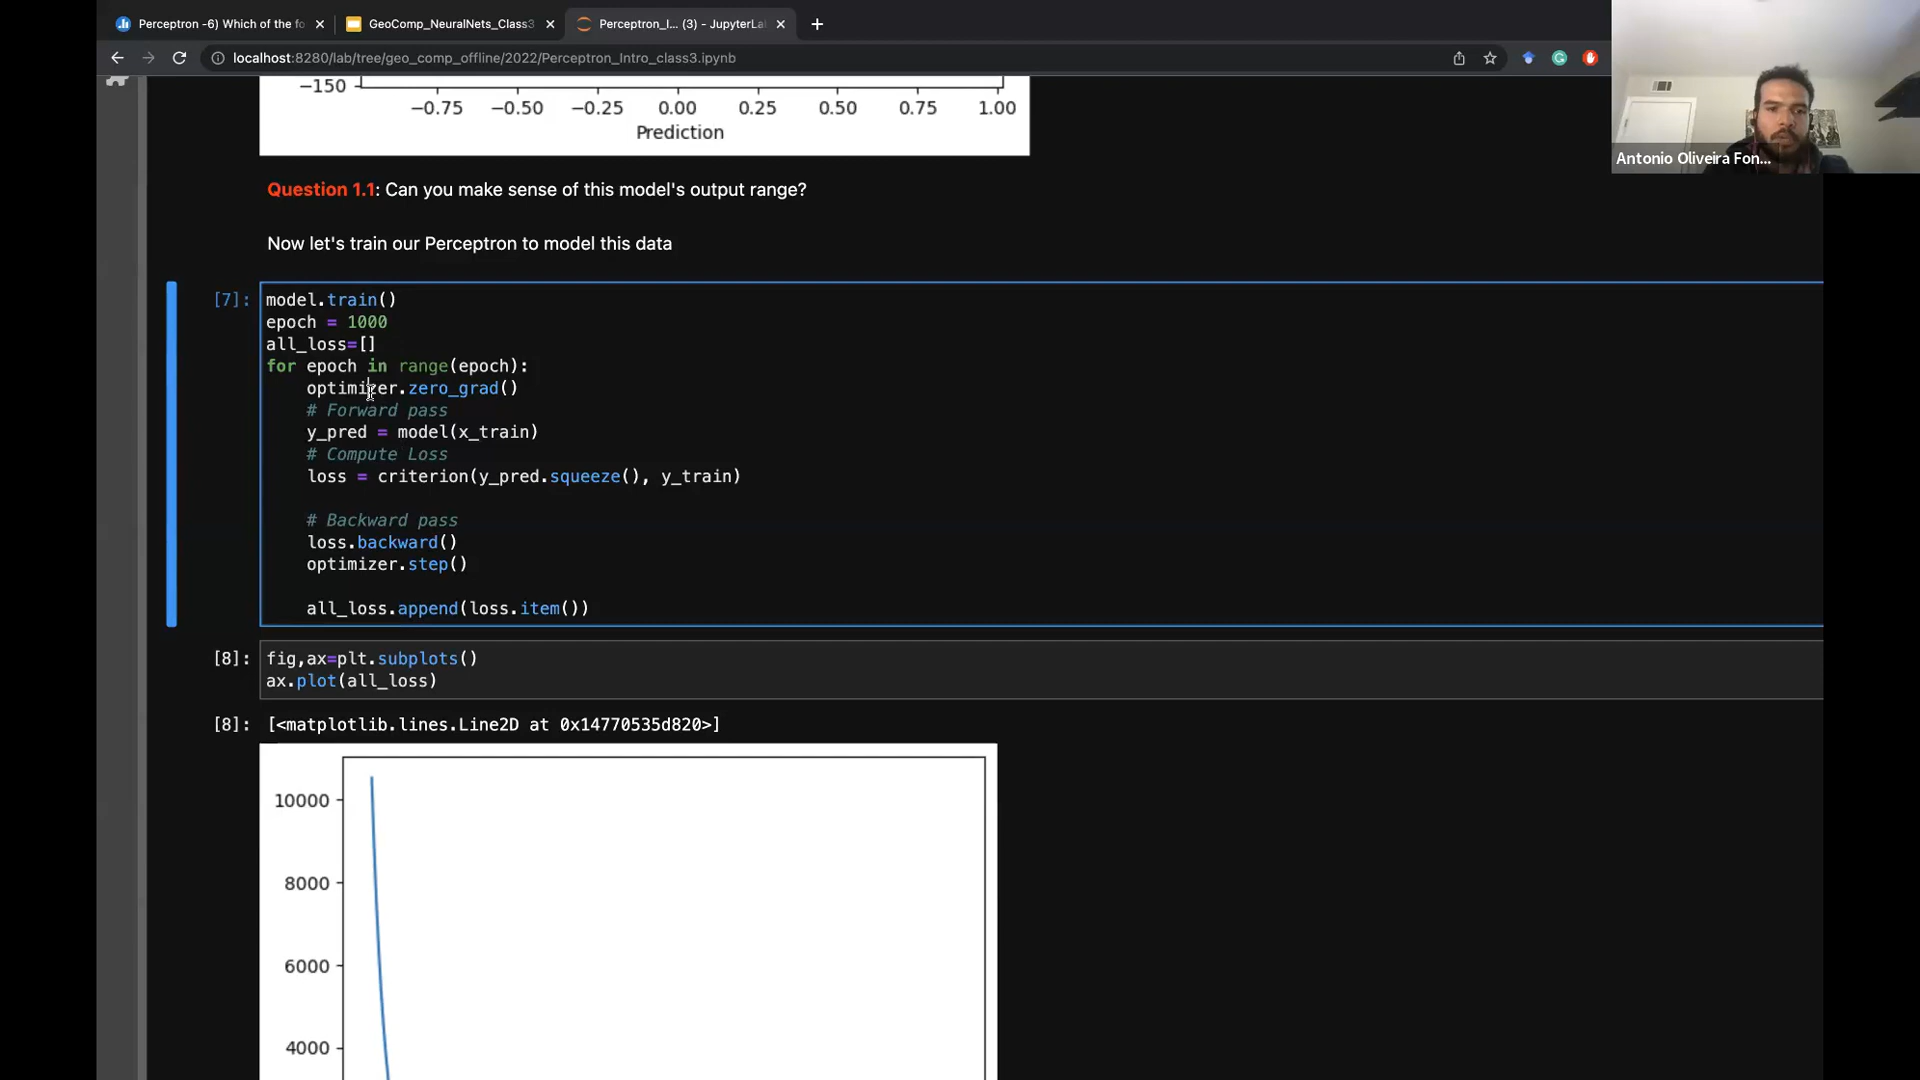 Perceptron -6) Which of the fo
GeoComp_NeuralNets_Class3
Perceptron_I... (3) - JupyterLa
localhost:8280/lab/tree/geo_comp_offline/2022/Perceptron_Intro_class3.ipynb
Antonio Oliveira Fon...
−150
−0.75 −0.50 −0.25 0.00 0.25 0.50 0.75 1.00
Prediction
Question 1.1: Can you make sense of this model's output range?
Now let's train our Perceptron to model this data
[7]: model.train()
epoch = 1000
all_loss=[]
for epoch in range(epoch):
optimizer.zero_grad()
# Forward pass
y_pred = model(x_train)
# Compute Loss
loss = criterion(y_pred.squeeze(), y_train)
# Backward pass
loss.backward()
optimizer.step()
all_loss.append(loss.item())
[8]: fig,ax=plt.subplots()
ax.plot(all_loss)
[8]: [<matplotlib.lines.Line2D at 0x14770535d820>]
10000
8000
6000
4000